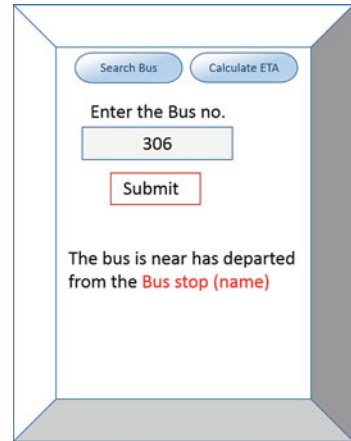 Search Bus Calculate ETA
Enter the Bus no.
306
Submit
The bus is near has departed
from the Bus stop (name)